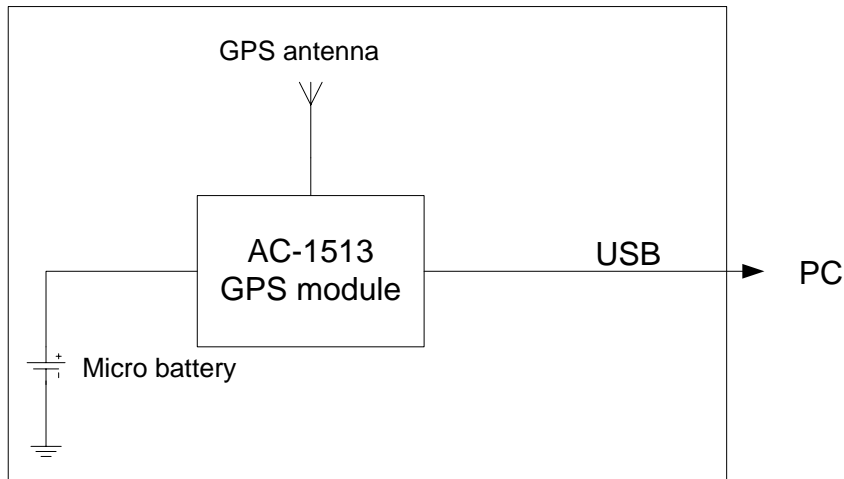 GPS antenna
AC-1513
GPS module
USB
PC
+
-
Micro battery